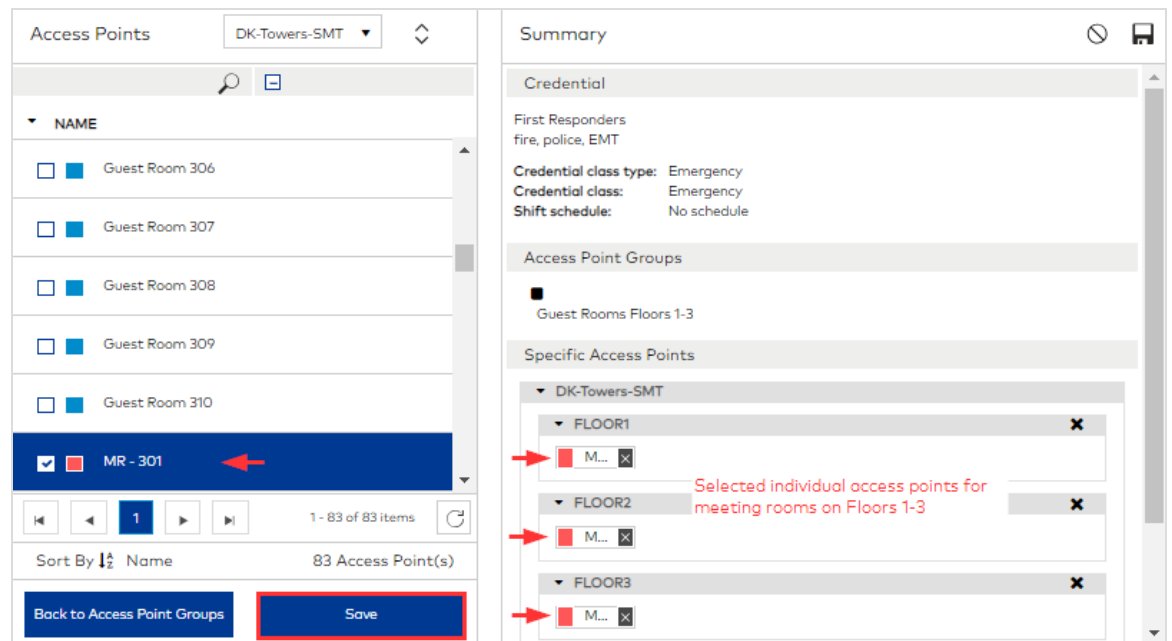 Access Points
DK-Towers-SMT
NAME
Guest Room 306
Guest Room 307
Guest Room 308
Guest Room 309
Guest Room 310
MR - 301
1
1 - 83 of 83 items
Sort By Name
83 Access Point(s)
Back to Access Point Groups
Save
Summary
Credential
First Responders
fire, police, EMT
Credential class type: Emergency
Credential class: Emergency
Shift schedule: No schedule
Access Point Groups
Guest Rooms Floors 1-3
Specific Access Points
DK-Towers-SMT
FLOOR1
M...
Selected individual access points for
meeting rooms on Floors 1-3
FLOOR2
M...
FLOOR3
M...